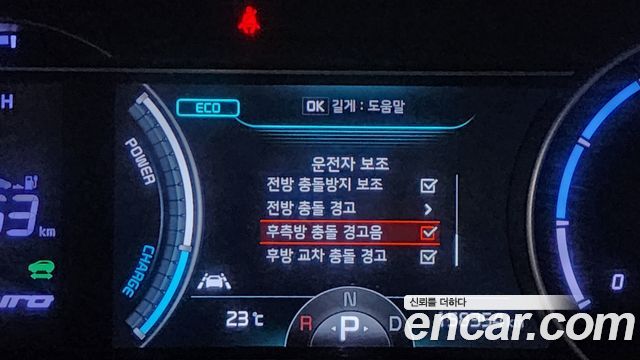 H
ECO
OK 길게 : 도움말
POWER
운전자 보조
전방 충돌방지 보조
전방 충돌 경고
후측방 충돌 경고음
후방 교차 충돌 경고
CHARGE
km
23℃
R N P D
0
신뢰를 더하다
encar.com